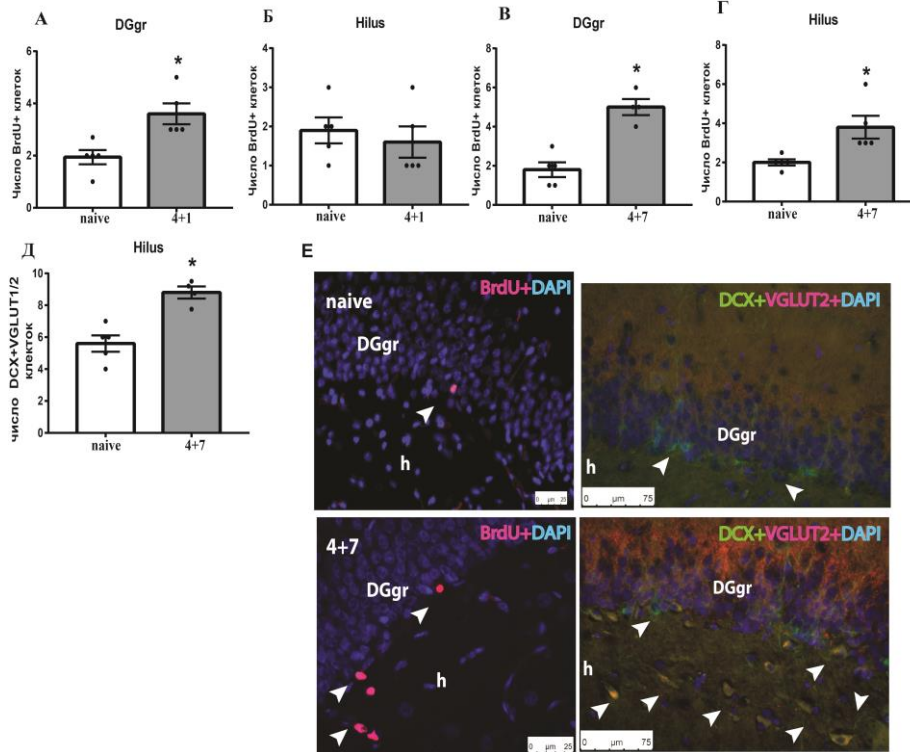 А
DGgr
Число BrdU+ клеток
6
4
2
0
*
naive
4+1
Б
Hilus
Число BrdU+ клеток
4
3
2
1
0
naive
4+1
В
DGgr
Число BrdU+ клеток
8
6
4
2
0
*
naive
4+7
Г
Hilus
Число BrdU+ клеток
8
6
4
2
0
*
naive
4+7
Д
Hilus
число DCX+VGLUT1/2
клекток
10
8
6
4
2
0
*
naive
4+7
Е
naive
BrdU+DAPI
DGgr
h
0 µm 25
DCX+VGLUT2+DAPI
DGgr
h
0 µm 75
4+7
BrdU+DAPI
DGgr
h
0 µm 25
DCX+VGLUT2+DAPI
DGgr
h
0 µm 75